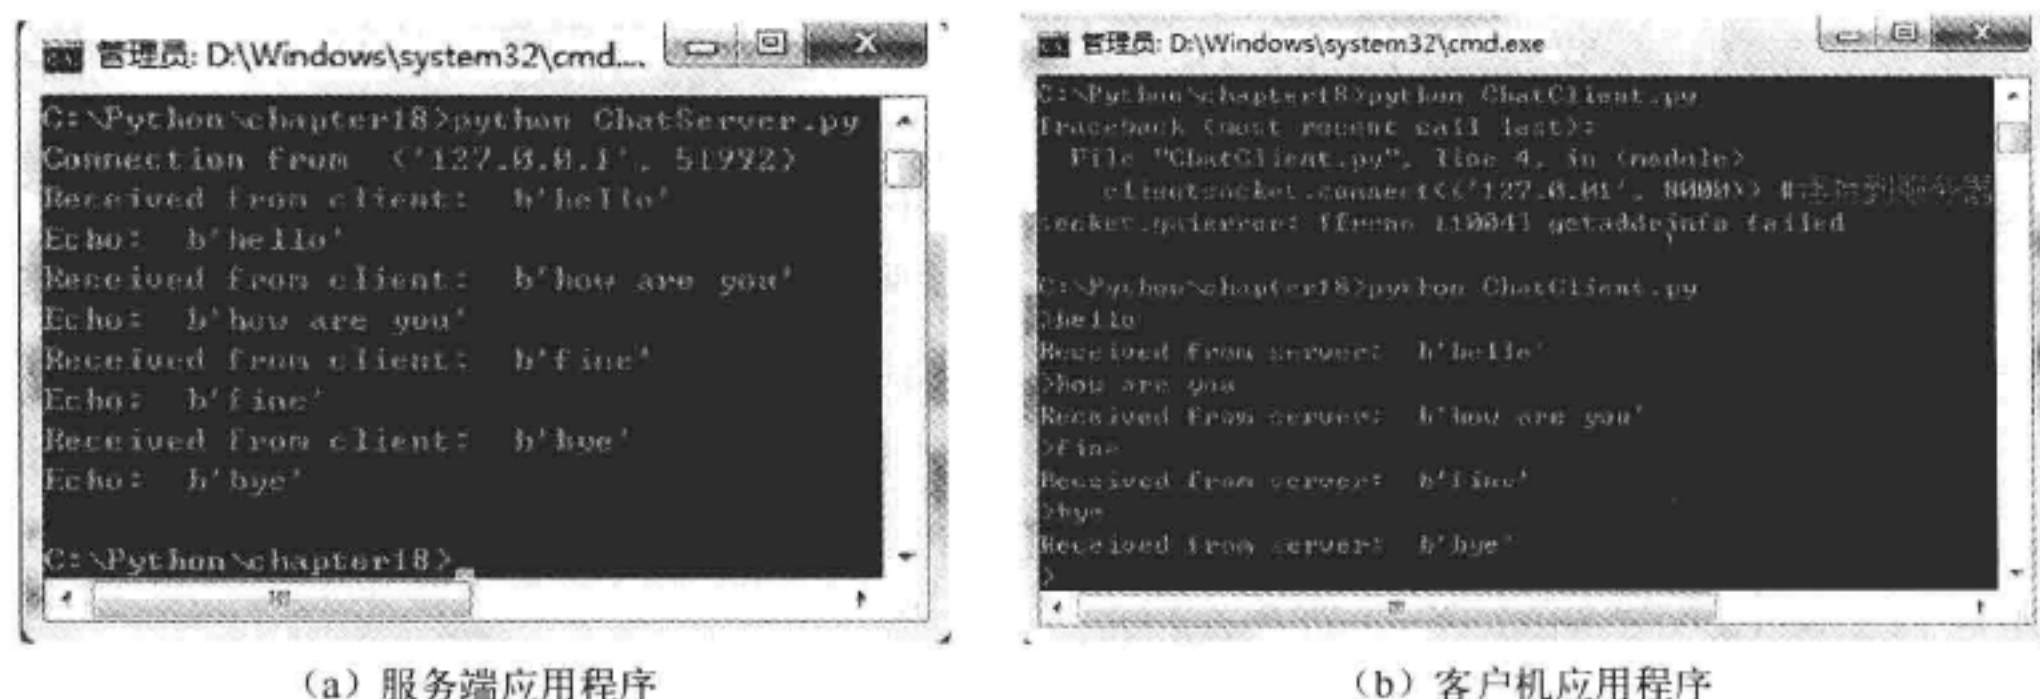 管理员: D:\Windows\system32\cmd....
C:\Python\chapter18>python ChatServer.py
Connection from  ('127.0.0.1', 51992)
Received from client:  b'hello'
Echo:  b'hello'
Received from client:  b'how are you'
Echo:  b'how are you'
Received from client:  b'fine'
Echo:  b'fine'
Received from client:  b'bye'
Echo:  b'bye'
C:\Python\chapter18>
(a) 服务端应用程序
管理员: D:\Windows\system32\cmd.exe
C:\Python\chapter18>python ChatClient.py
Traceback (most recent call last):
File "ChatClient.py", line 4, in <module>
clientsocket.connect(('127.0.01', 8000)) #
socket.gaierror: [Errno 11004] getaddrinfo failed
C:\Python\chapter18>python ChatClient.py
>hello
Received from server:  b'hello'
>how are you
Received from server:  b'how are you'
>fine
Received from server:  b'fine'
>bye
Received from server:  b'bye'
>
(b) 客户机应用程序